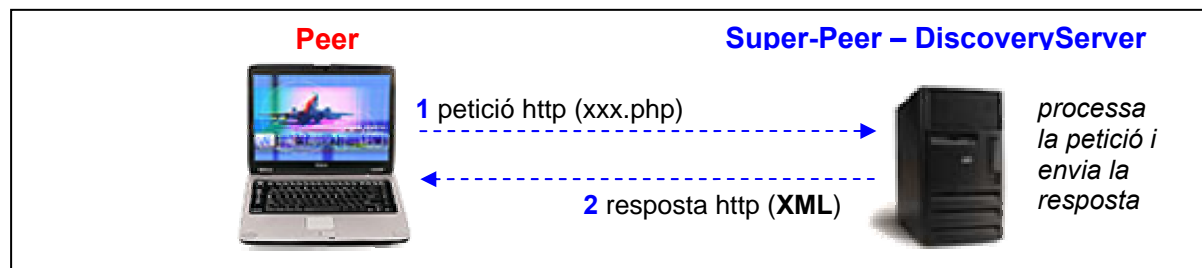 Peer
Super-Peer – DiscoveryServer
1 petició http (xxx.php)
2 resposta http (XML)
processa
la petició i
envia la
resposta